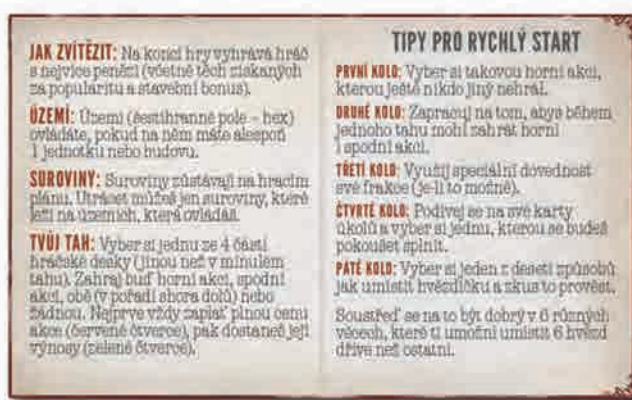 JAK ZVÍTĚZIT: Na konci hry vyhrává hráč
s nejvíce penězi (včetně těch získaných
za popularitu a stavební bonus).
ÚZEMÍ: Území (šestihranné pole – hex)
ovládáte, pokud na něm máte alespoň
1 jednotku nebo budovu.
SUROVINY: Suroviny zůstávají na hracím
plánu. Utrácet můžeš jen suroviny, které
leží na územích, která ovládáš.
TVŮJ TAH: Vyber si jednu ze 4 částí
hráčské desky (jinou než v minulém
tahu). Zahraj buď horní akci, spodní
akci, obě (v pořadí shora dolů) nebo
žádnou. Nejprve vždy zaplať plnou cenu
akce (červené čtverce), pak dostaneš její
výnosy (zelené čtverce).
TIPY PRO RYCHLÝ START
PRVNÍ KOLO: Vyber si takovou horní akci,
kterou ještě nikdo jiný nehrál.
DRUHÉ KOLO: Zapracuj na tom, abys během
jednoho tahu mohl zahrát horní
i spodní akci.
TŘETÍ KOLO: Využij speciální dovednost
své frakce (je-li to možné).
ČTVRTÉ KOLO: Podívej se na své karty
úkolů a vyber si jednu, kterou se budeš
pokoušet splnit.
PÁTÉ KOLO: Vyber si jeden z deseti způsobů
jak umístit hvězdičku a zkus to provést.
Soustřeď se na to být dobrý v 6 různých
věcech, které ti umožní umístit 6 hvězd
dříve než ostatní.